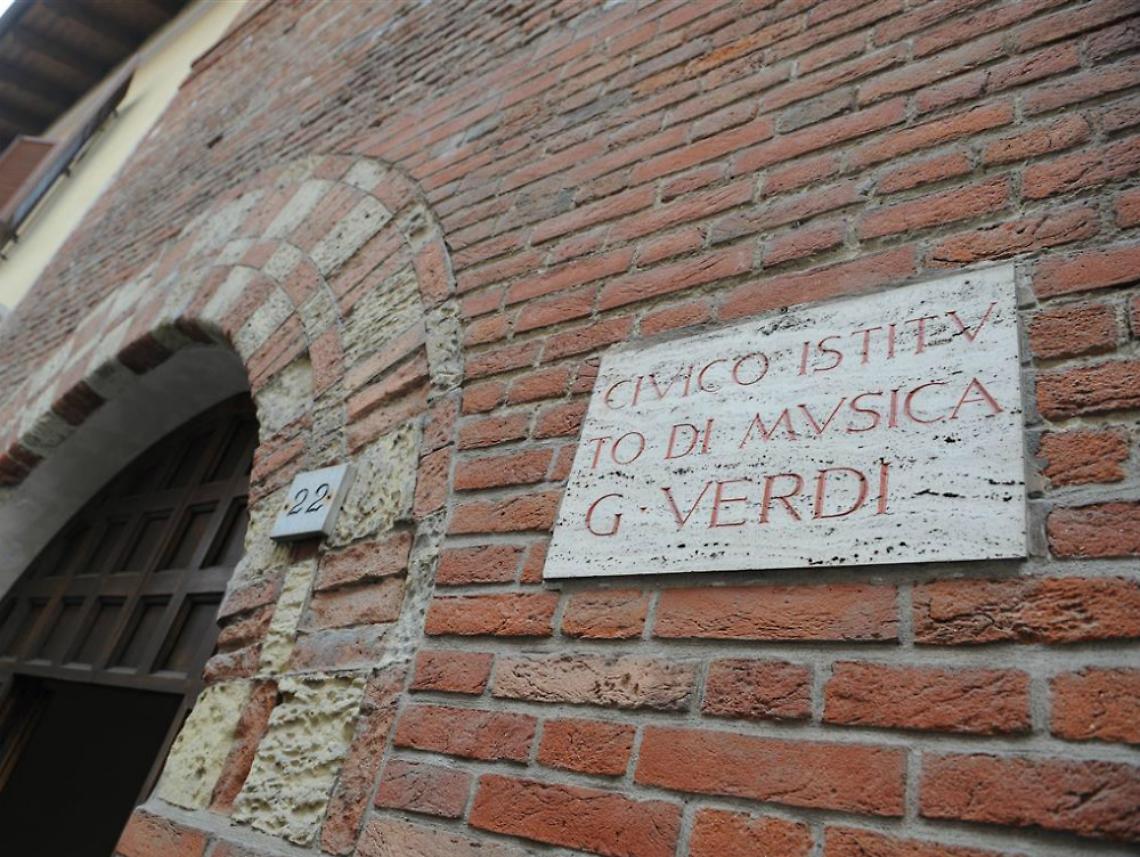 22
CIVICO ISTITV
TO DI MVSICA
G · VERDI